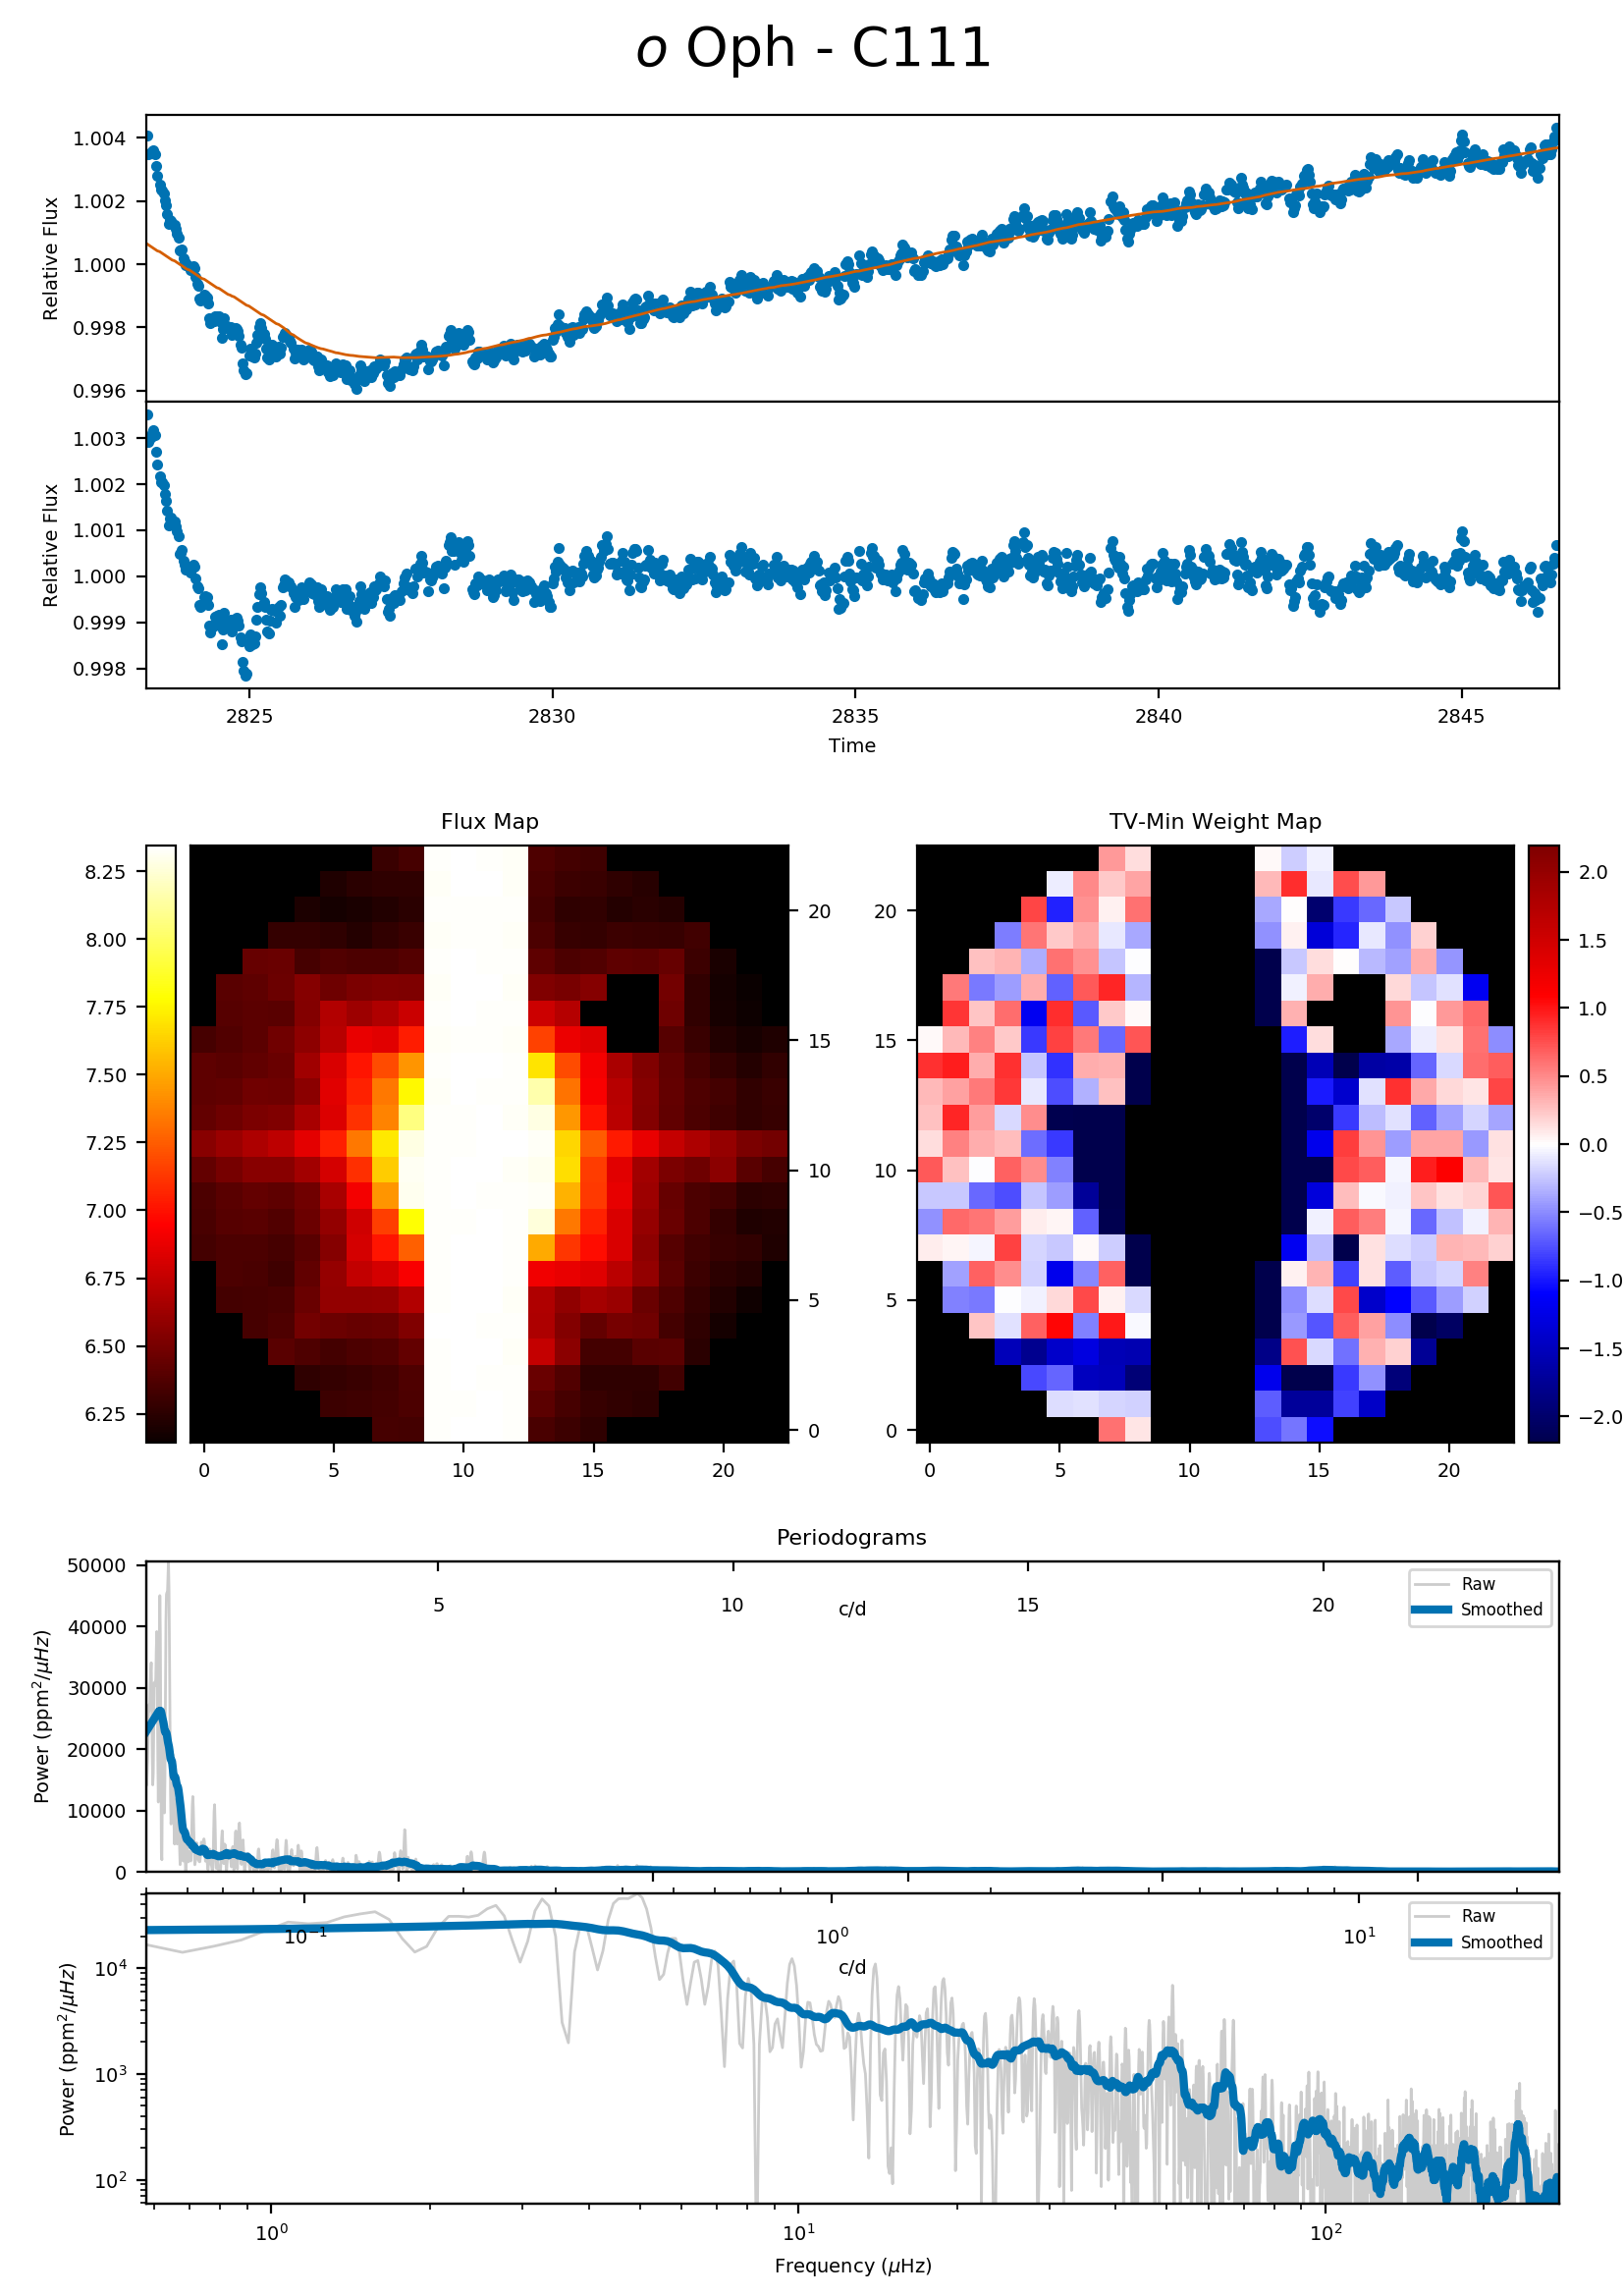 o Oph - C111
1.004
1.002
1.000
0.998
0.996
Relative Flux
1.003
1.002
1.001
1.000
0.999
0.998
Relative Flux
2825 2830 2835 2840 2845
Time
Flux Map
TV-Min Weight Map
8.25
8.00
7.75
7.50
7.25
7.00
6.75
6.50
6.25
20
15
10
5
0
0 5 10 15 20
20
15
10
5
0
0 5 10 15 20
2.0
1.5
1.0
0.5
0.0
−0.5
−1.0
−1.5
−2.0
Periodograms
50000
40000
30000
20000
10000
0
Power (ppm²/μHz)
5 10 15 20
c/d
Raw
Smoothed
10⁻¹ 10⁰ 10¹
c/d
Raw
Smoothed
10⁴
10³
10²
Power (ppm²/μHz)
10⁰ 10¹ 10²
Frequency (μHz)